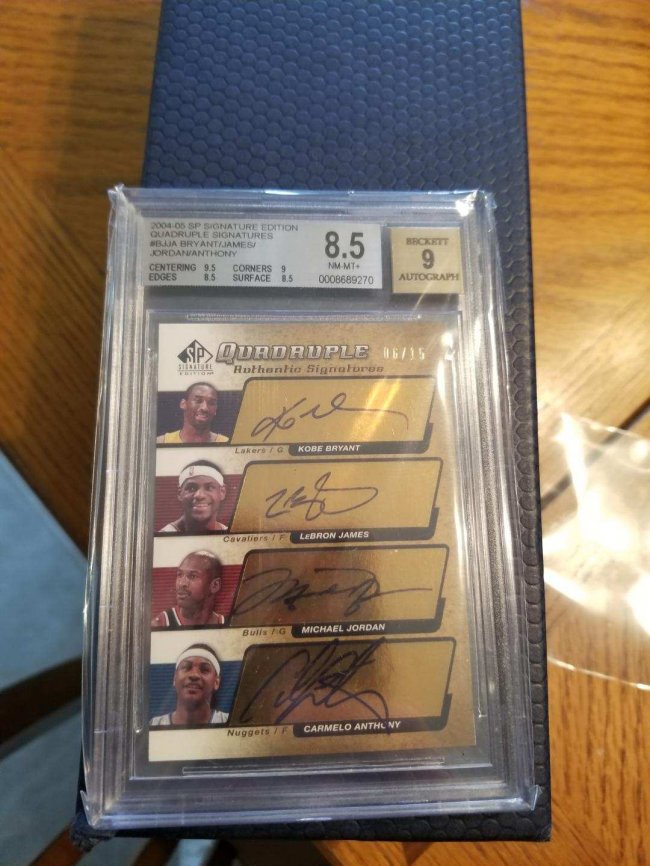 2004-05 SP SIGNATURE EDITION
QUADRUPLE SIGNATURES
#BJJA BRYANT/JAMES/
JORDAN/ANTHONY
CENTERING 9.5 CORNERS 9
EDGES 8.5 SURFACE 8.5
8.5
NM-MT+
0008689270
BECKETT
9
AUTOGRAPH
SP
SIGNATURE
EDITION
QUADRUPLE 06/15
Authentic Signatures
Lakers / G KOBE BRYANT
Cavaliers / F LEBRON JAMES
Bulls / G MICHAEL JORDAN
Nuggets / F CARMELO ANTHONY